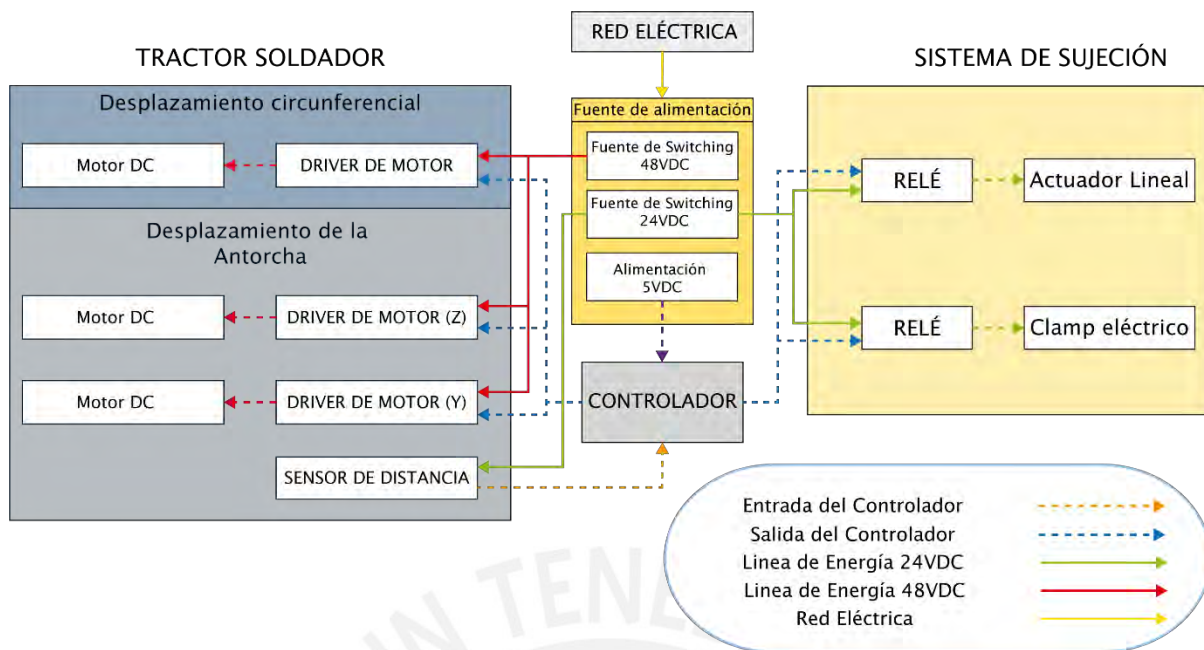 RED ELÉCTRICA
TRACTOR SOLDADOR
SISTEMA DE SUJECIÓN
Desplazamiento circunferencial
Motor DC
DRIVER DE MOTOR
Desplazamiento de la
Antorcha
Motor DC
DRIVER DE MOTOR (Z)
Motor DC
DRIVER DE MOTOR (Y)
SENSOR DE DISTANCIA
Fuente de alimentación
Fuente de Switching
48VDC
Fuente de Switching
24VDC
Alimentación
5VDC
CONTROLADOR
RELÉ
Actuador Lineal
RELÉ
Clamp eléctrico
Entrada del Controlador
Salida del Controlador
Linea de Energía 24VDC
Linea de Energía 48VDC
Red Eléctrica